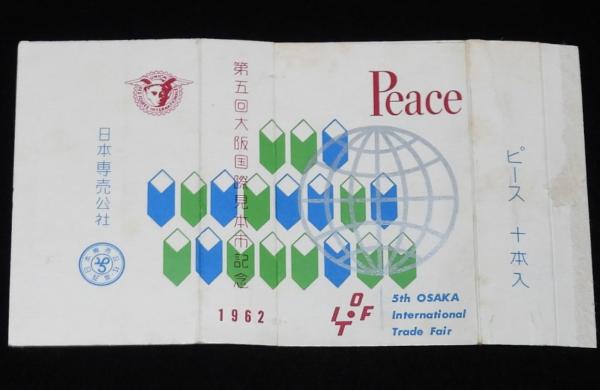 Peace
第五回大阪国際見本市記念
1962
日本専売公社
ピース 十本入
OITF
5th OSAKA
International
Trade Fair